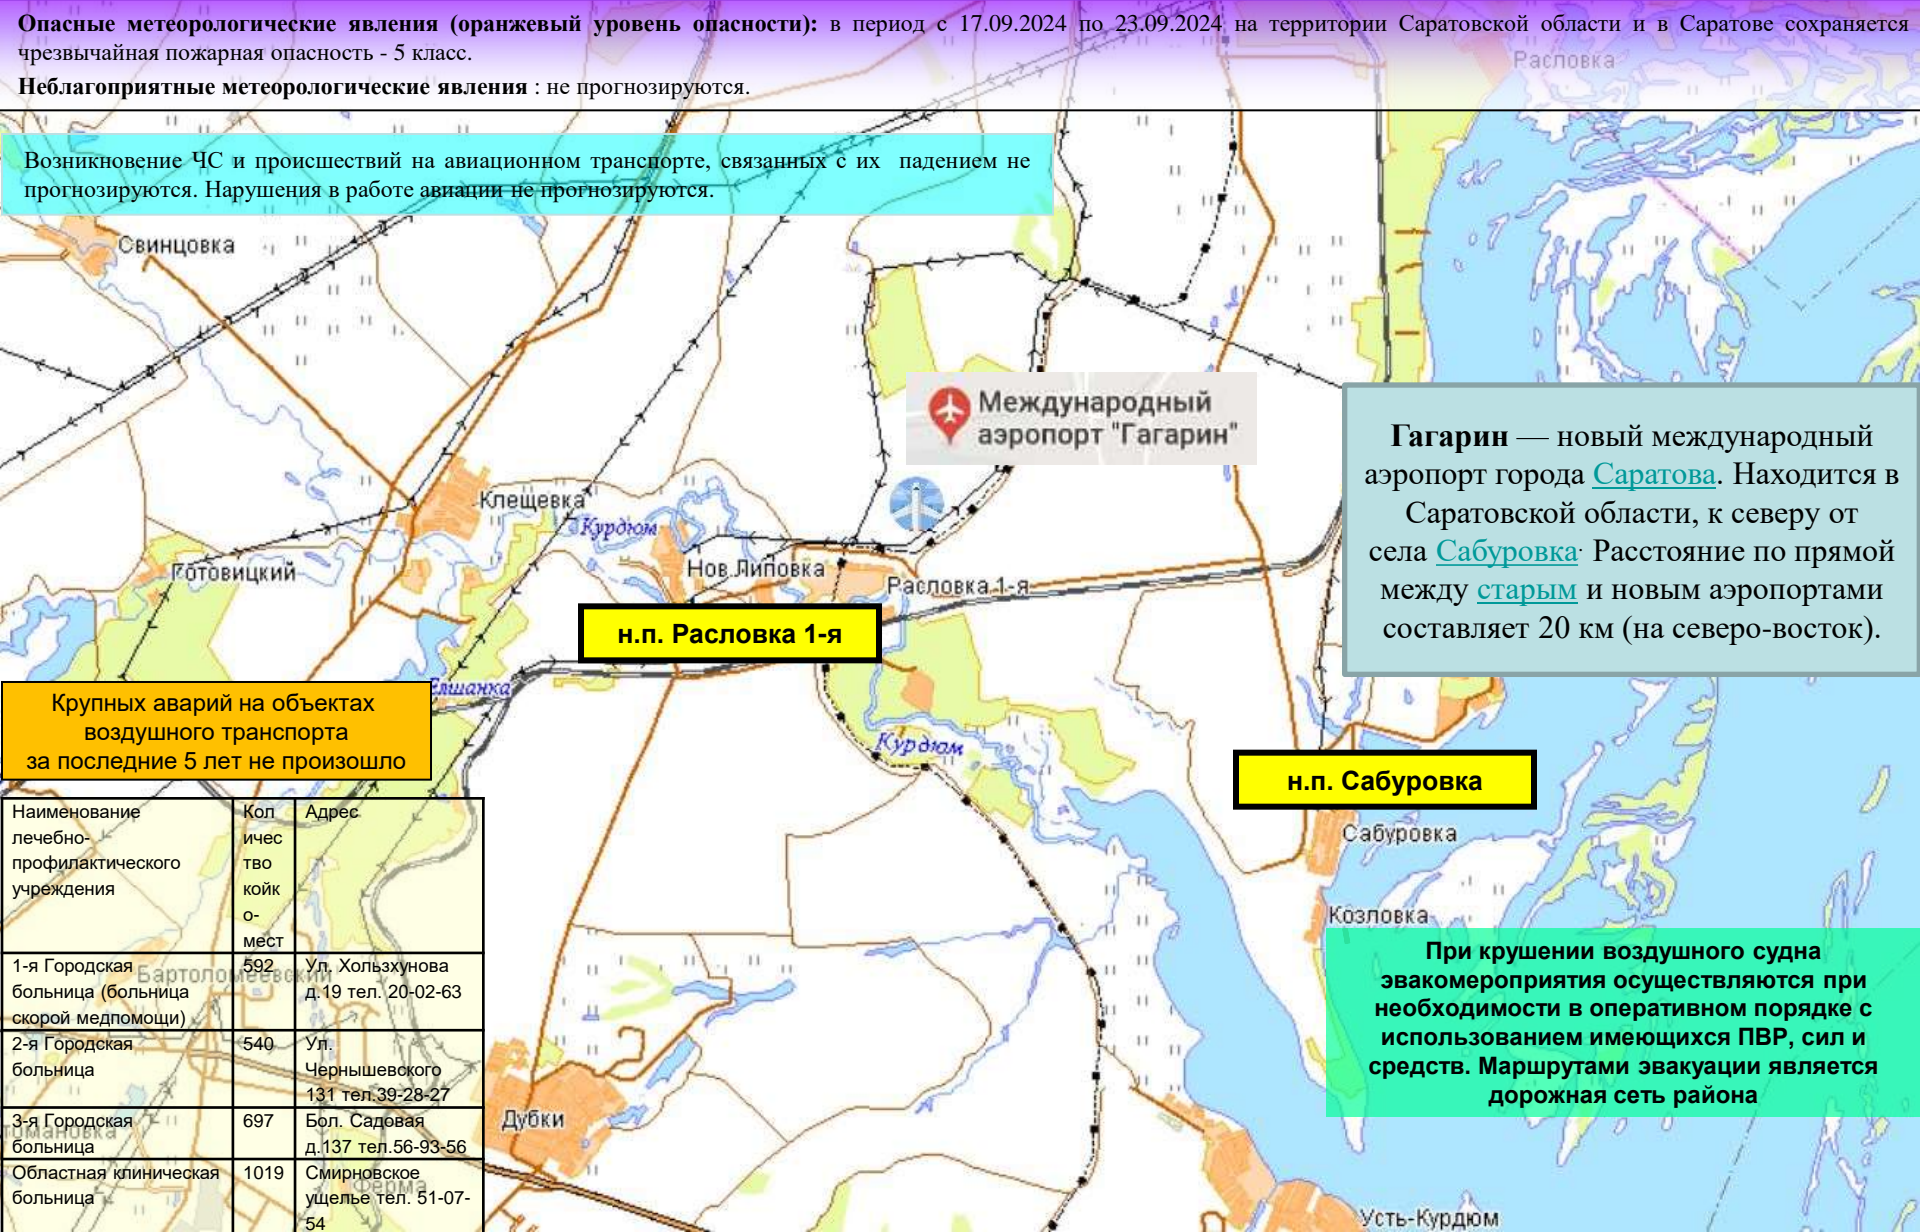 Опасные метеорологические явления (оранжевый уровень опасности): в период с 17.09.2024 по 23.09.2024 на территории Саратовской области и в Саратове сохраняется
чрезвычайная пожарная опасность - 5 класс.
Неблагоприятные метеорологические явления : не прогнозируются.
Расловка
Возникновение ЧС и происшествий на авиационном транспорте, связанных с их падением не
прогнозируются. Нарушения в работе авиации не прогнозируются.
Свинцовка
Международный
аэропорт "Гагарин"
Гагарин — новый международный
аэропорт города Саратова. Находится в
Саратовской области, к северу от
села Сабуровка. Расстояние по прямой
между старым и новым аэропортами
составляет 20 км (на северо-восток).
Клещевка
Курдюм
Готовицкий
Нов.Липовка
Расловка 1-я
н.п. Расловка 1-я
Елшанка
Курдюм
Крупных аварий на объектах
воздушного транспорта
за последние 5 лет не произошло
н.п. Сабуровка
Сабуровка
Козловка
Наименование
лечебно-
профилактического
учреждения
Кол
ичес
тво
койк
о-
мест
Адрес
1-я Городская
больница (больница
скорой медпомощи)
592
Ул. Хользунова
д.19 тел. 20-02-63
Бартоломеевский
2-я Городская
больница
540
Ул.
Чернышевского
131 тел.39-28-27
3-я Городская
больница
697
Бол. Садовая
д.137 тел.56-93-56
Областная клиническая
больница
1019
Смирновское
ущелье тел. 51-07-
54
Ферма
При крушении воздушного судна
эвакомероприятия осуществляются при
необходимости в оперативном порядке с
использованием имеющихся ПВР, сил и
средств. Маршрутами эвакуации является
дорожная сеть района
Дубки
Усть-Курдюм